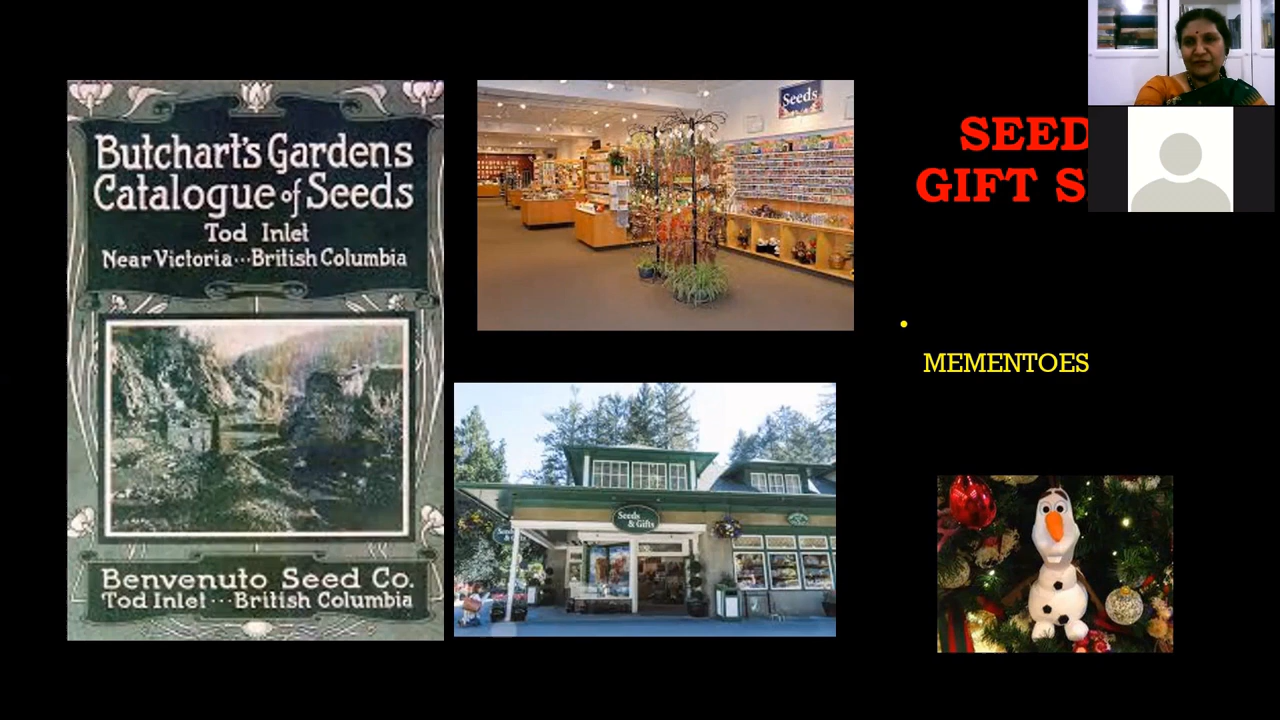 Butchart's Gardens
Catalogue of Seeds
Tod Inlet
Near Victoria···British Columbia
Benvenuto Seed Co.
Tod Inlet···British Columbia
Seeds
Seeds
& Gifts
SEED
GIFT S
• 
MEMENTOES